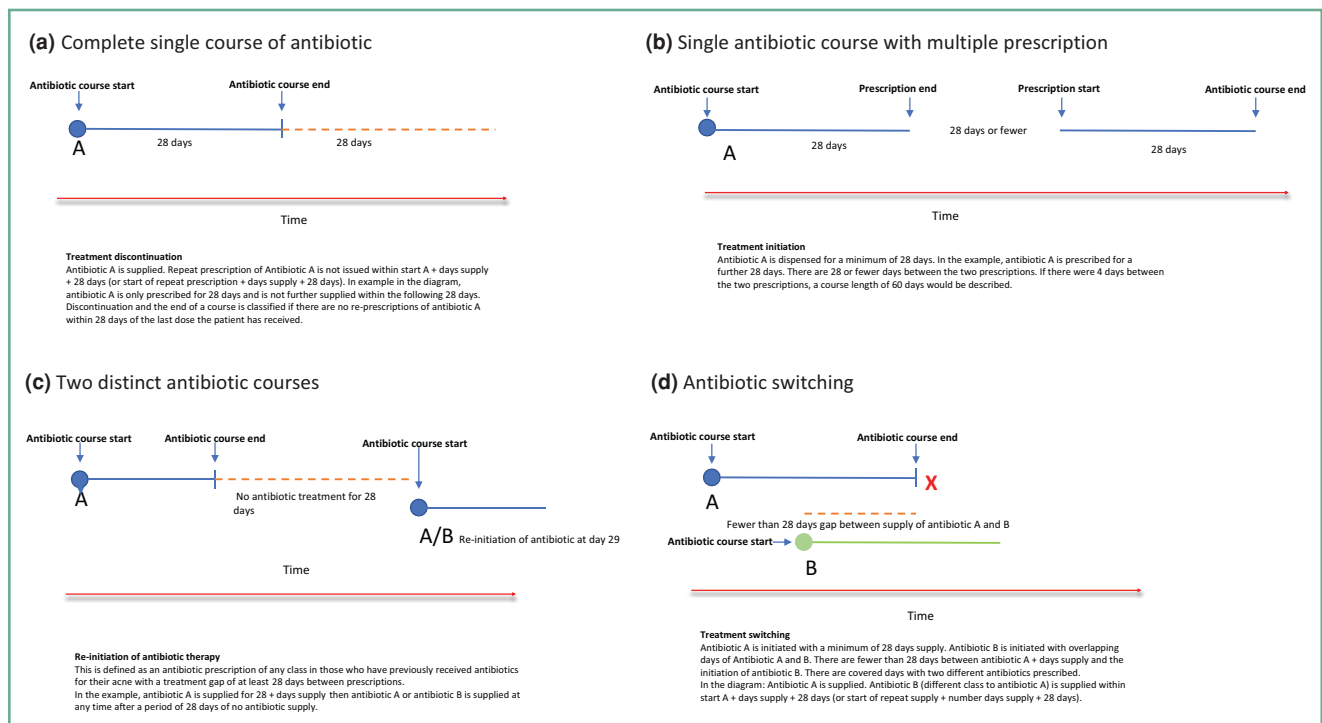 (a) Complete single course of antibiotic
Antibiotic course start
Antibiotic course end
28 days
28 days
A
Time
Treatment discontinuation
Antibiotic A is supplied. Repeat prescription of Antibiotic A is not issued within start A + days supply
+ 28 days (or start of repeat prescription + days supply + 28 days). In example in the diagram,
antibiotic A is only prescribed for 28 days and is not further supplied within the following 28 days.
Discontinuation and the end of a course is classified if there are no re-prescriptions of antibiotic A
within 28 days of the last dose the patient has received.
(b) Single antibiotic course with multiple prescription
Antibiotic course start
Prescription end
Prescription start
Antibiotic course end
28 days or fewer
A
28 days
28 days
Time
Treatment initiation
Antibiotic A is dispensed for a minimum of 28 days. In the example, antibiotic A is prescribed for a
further 28 days. There are 28 or fewer days between the two prescriptions. If there were 4 days between
the two prescriptions, a course length of 60 days would be described.
(c) Two distinct antibiotic courses
Antibiotic course start
Antibiotic course end
Antibiotic course start
A
No antibiotic treatment for 28
days
A/B Re-initiation of antibiotic at day 29
Time
Re-initiation of antibiotic therapy
This is defined as an antibiotic prescription of any class in those who have previously received antibiotics
for their acne with a treatment gap of at least 28 days between prescriptions.
In the example, antibiotic A is supplied for 28 + days supply then antibiotic A or antibiotic B is supplied at
any time after a period of 28 days of no antibiotic supply.
(d) Antibiotic switching
Antibiotic course start
Antibiotic course end
X
A
Fewer than 28 days gap between supply of antibiotic A and B
Antibiotic course start
B
Time
Treatment switching
Antibiotic A is initiated with a minimum of 28 days supply. Antibiotic B is initiated with overlapping
days of Antibiotic A and B. There are fewer than 28 days between antibiotic A + days supply and the
initiation of antibiotic B. There are covered days with two different antibiotics prescribed.
In the diagram: Antibiotic A is supplied. Antibiotic B (different class to antibiotic A) is supplied within
start A + days supply + 28 days (or start of repeat supply + number days supply + 28 days).